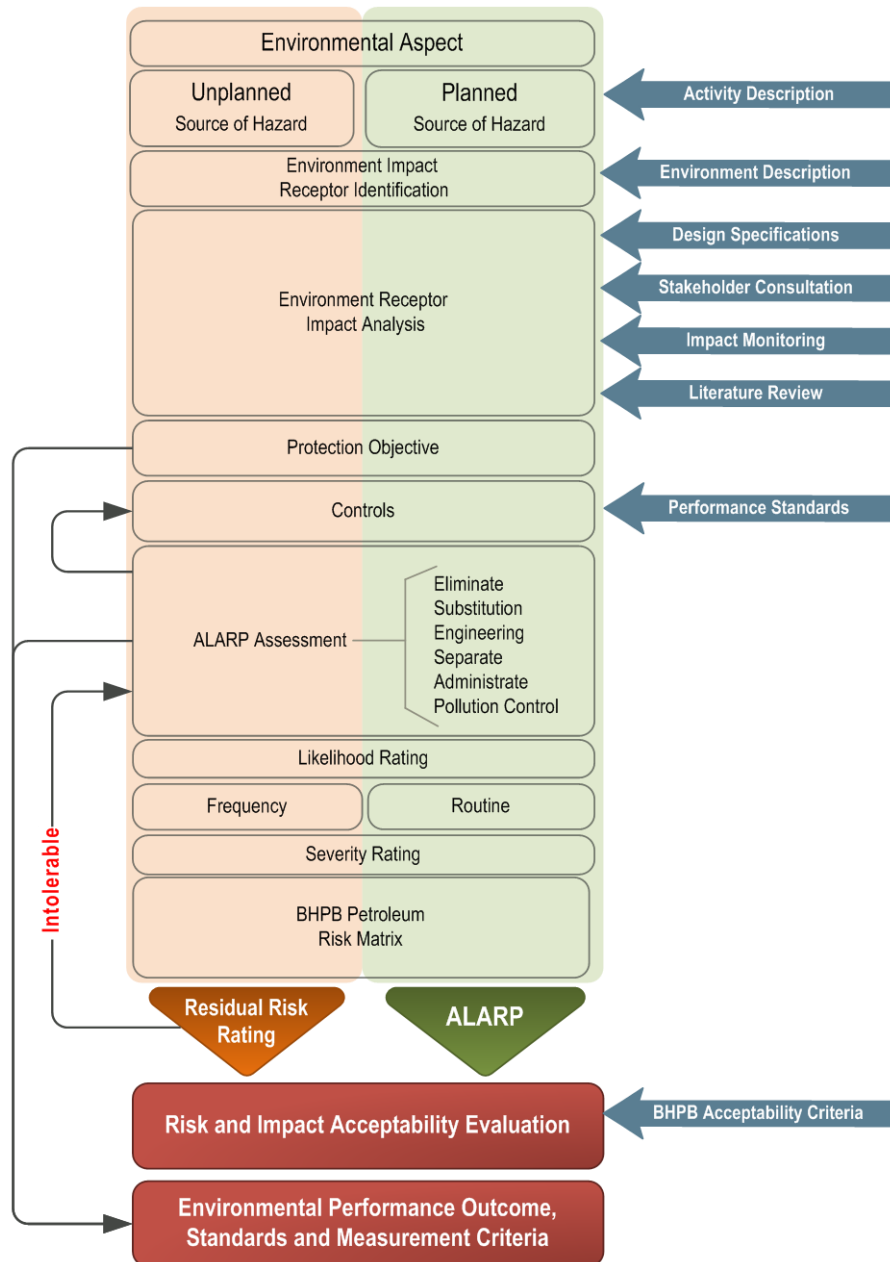 Environmental Aspect
Unplanned
Source of Hazard
Planned
Source of Hazard
Activity Description
Environment Impact
Receptor Identification
Environment Description
Design Specifications
Stakeholder Consultation
Environment Receptor
Impact Analysis
Impact Monitoring
Literature Review
Protection Objective
Controls
Performance Standards
ALARP Assessment
Eliminate
Substitution
Engineering
Separate
Administrate
Pollution Control
Likelihood Rating
Frequency
Routine
Severity Rating
Intolerable
BHPB Petroleum
Risk Matrix
Residual Risk
Rating
ALARP
Risk and Impact Acceptability Evaluation
BHPB Acceptability Criteria
Environmental Performance Outcome,
Standards and Measurement Criteria